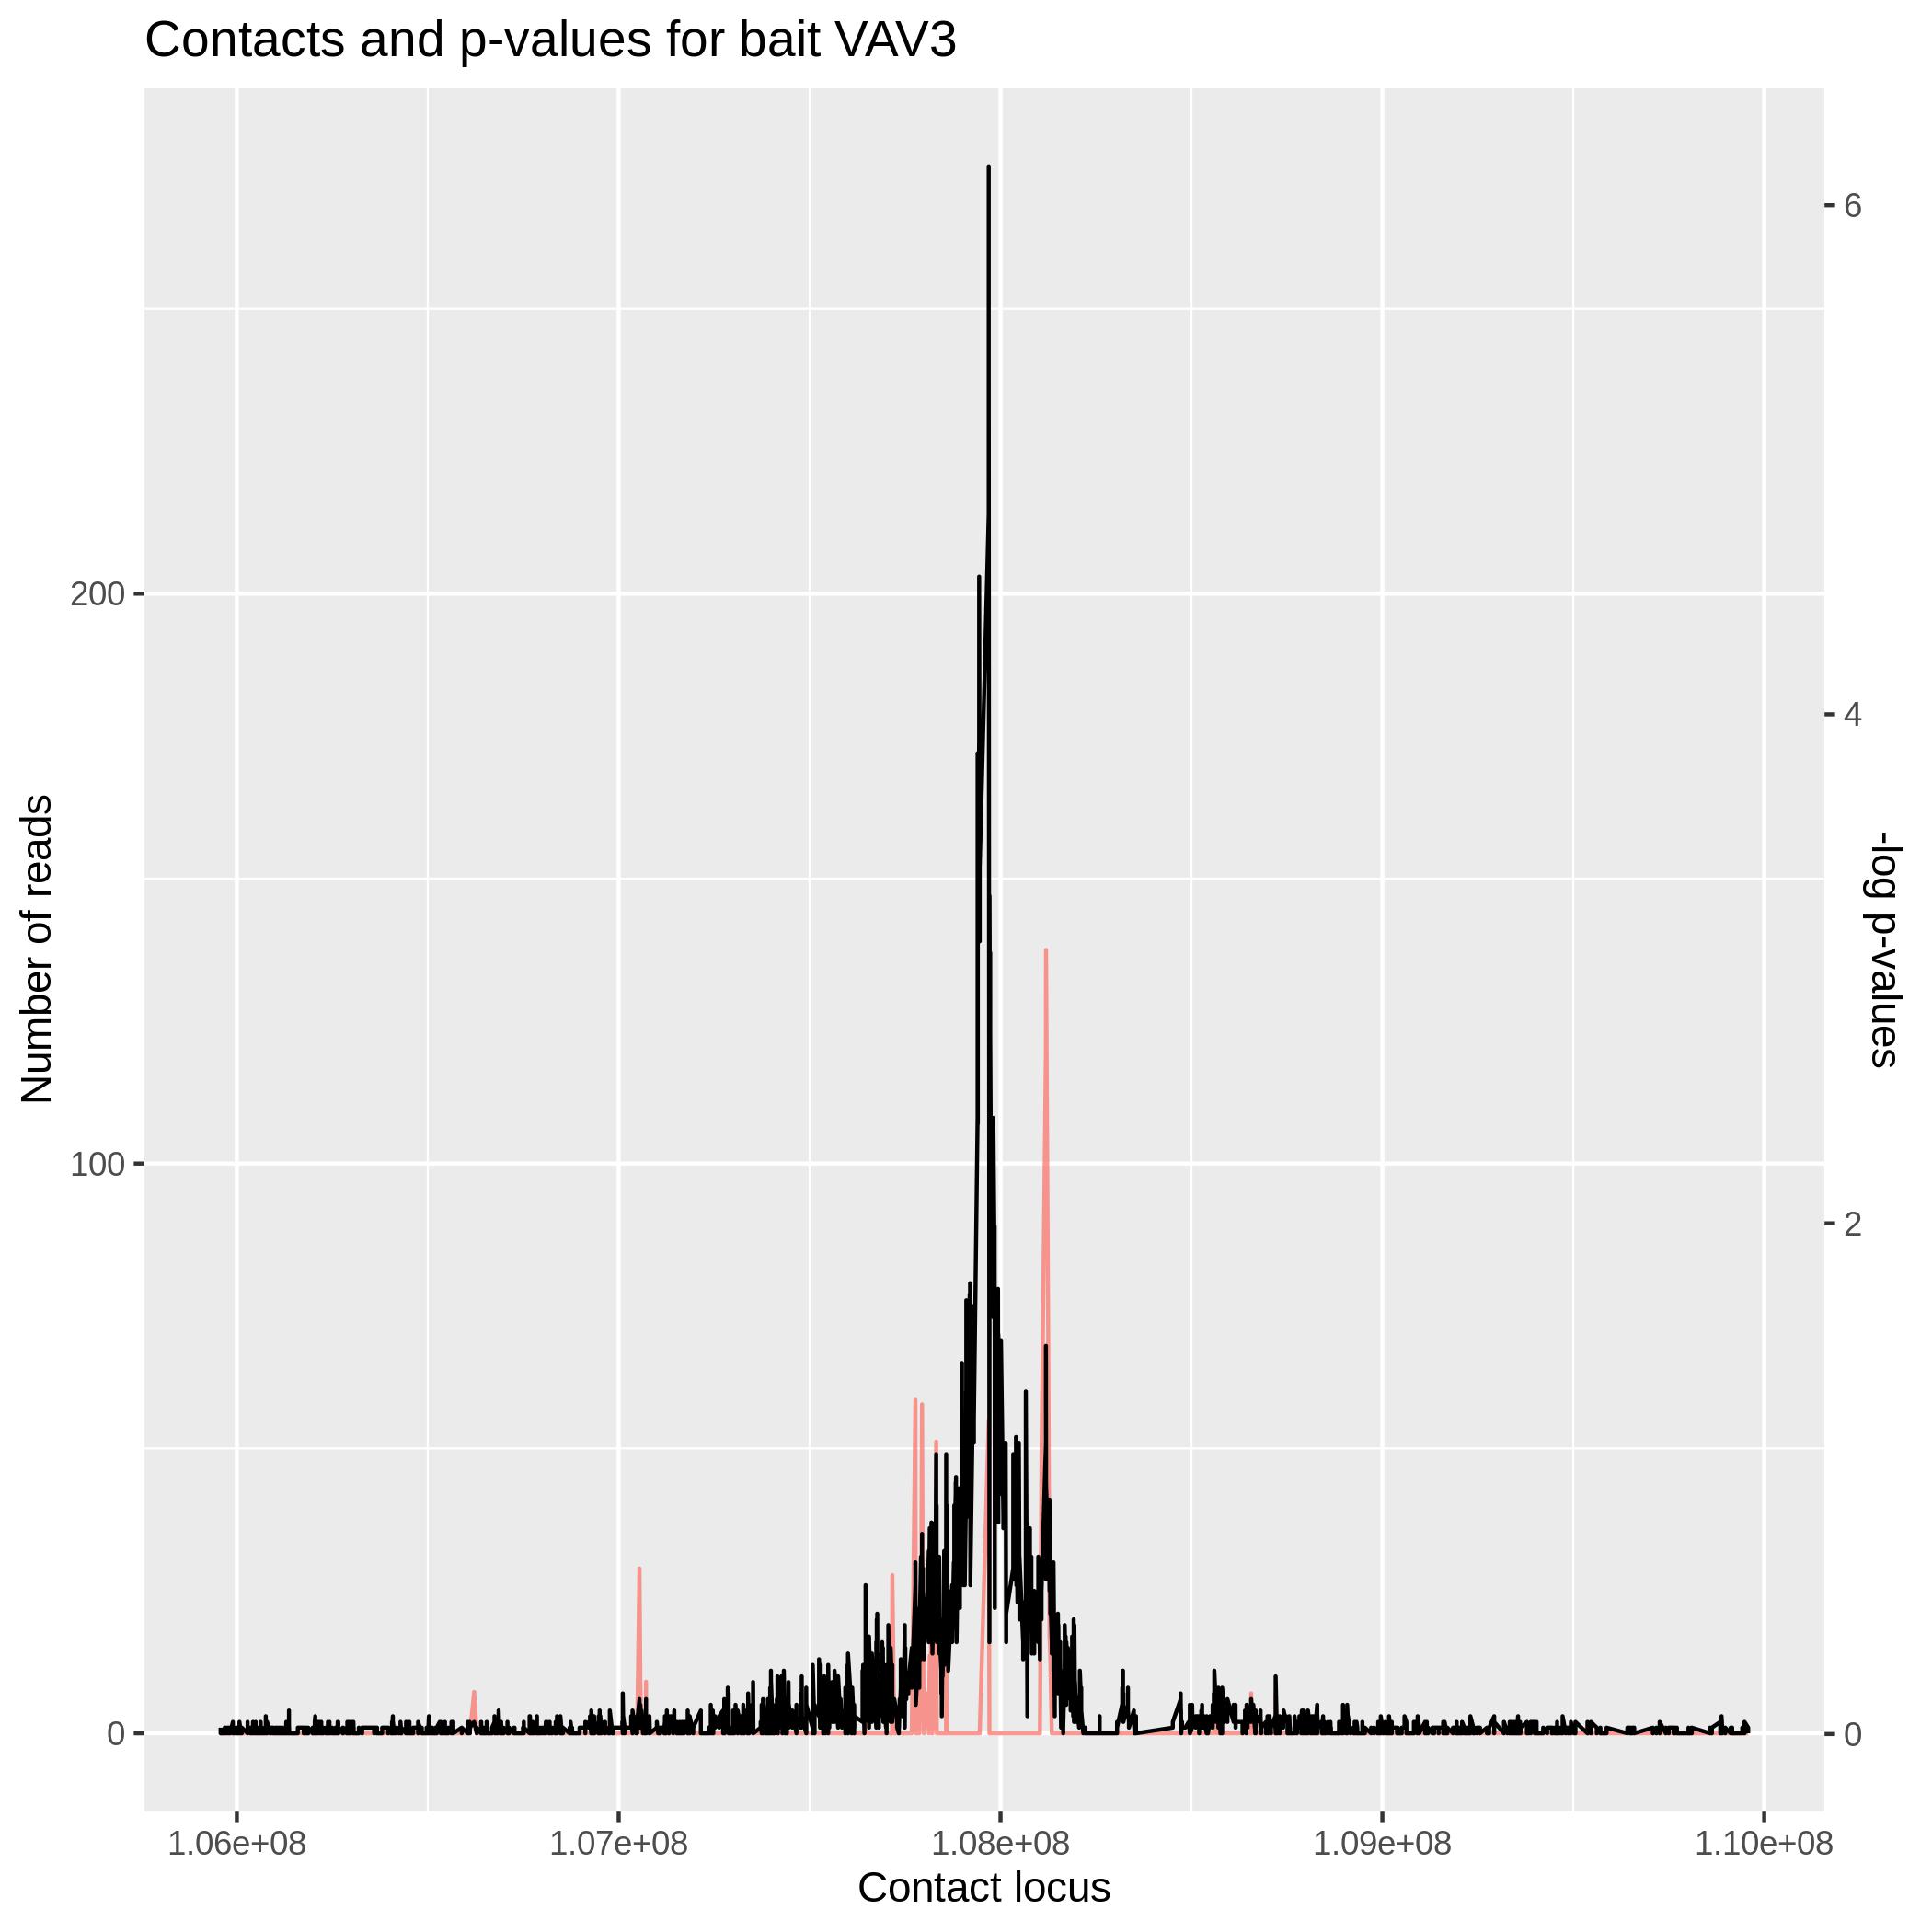 Contacts and p-values for bait VAV3
Number of reads
200
100
0
6
4
2
0
-log p-values
1.06e+08 1.07e+08 1.08e+08 1.09e+08 1.10e+08
Contact locus